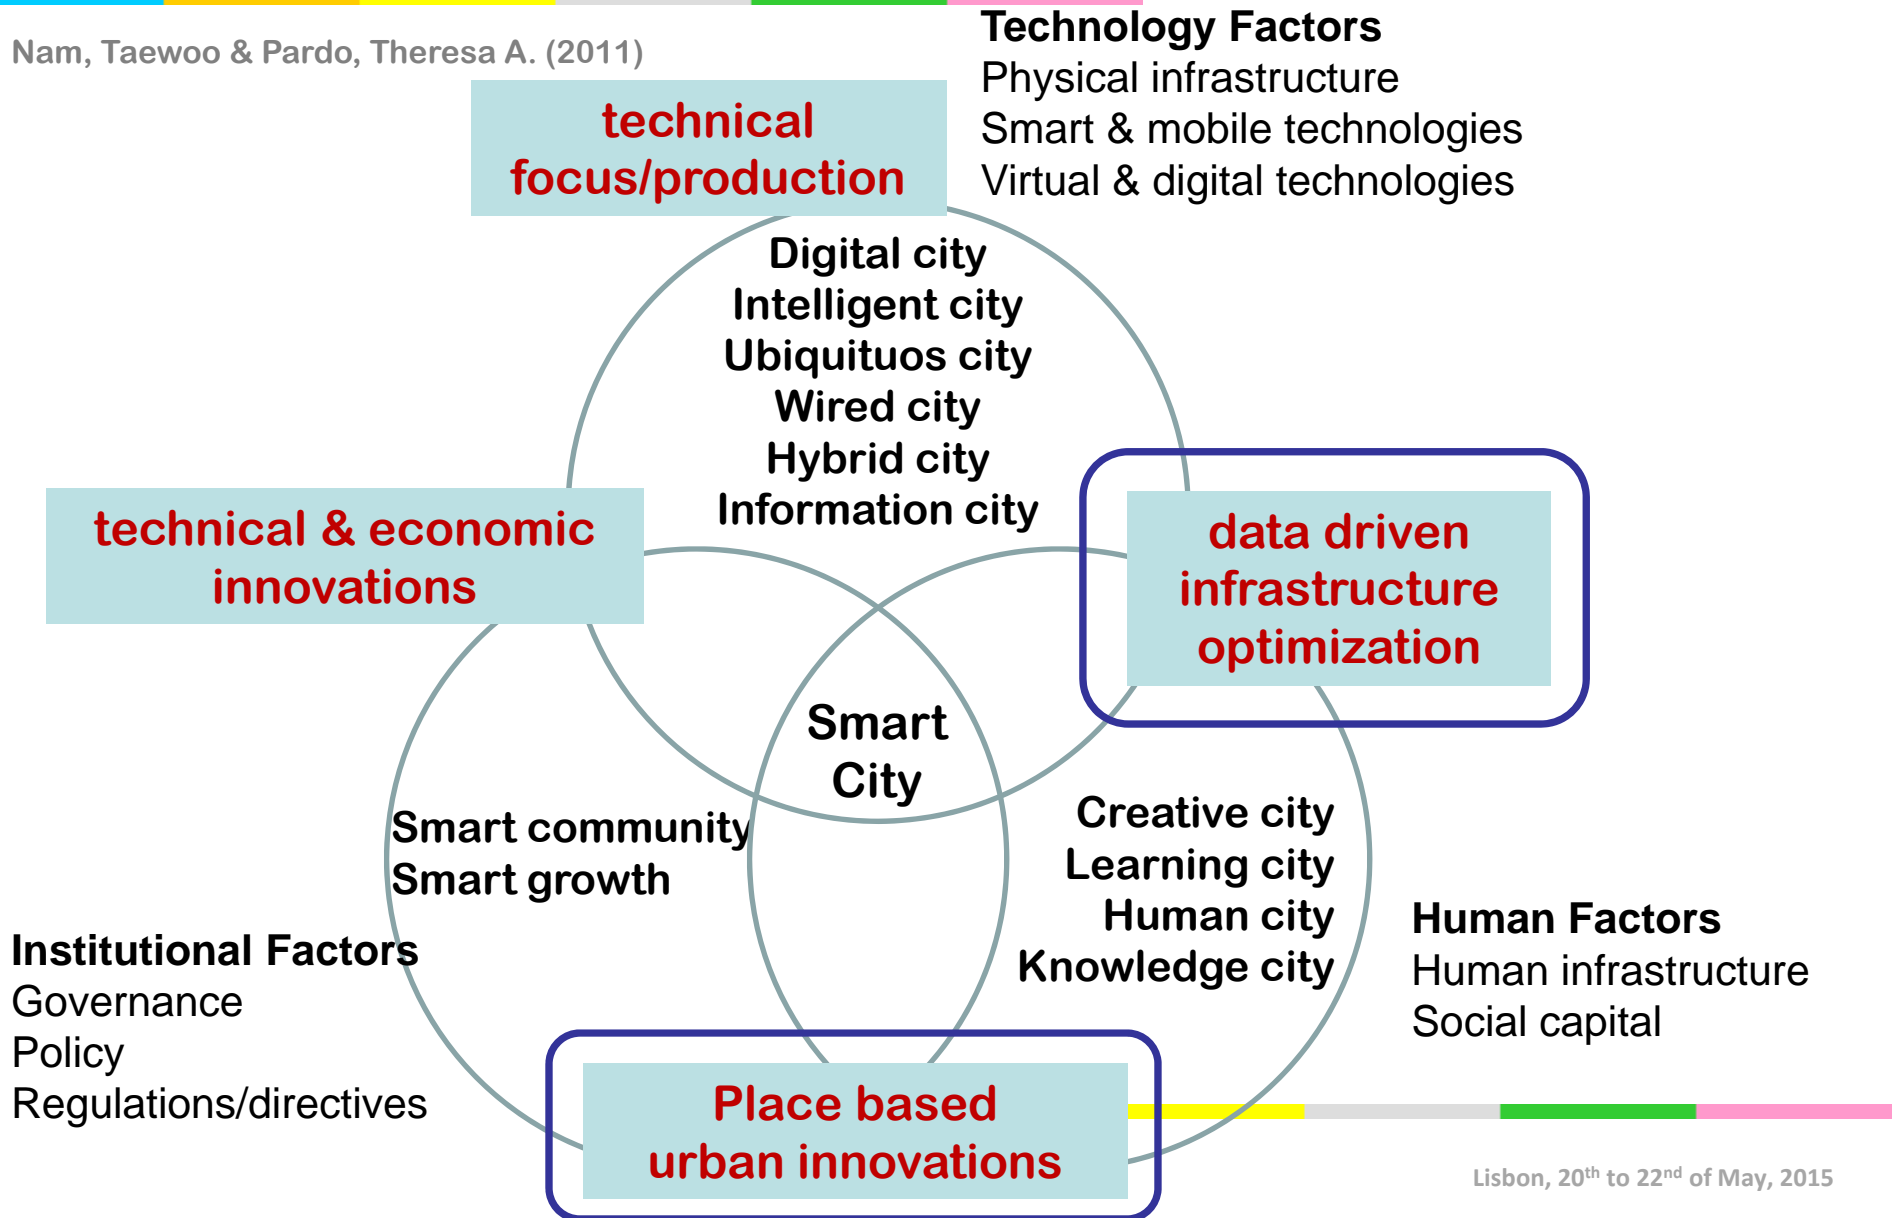 Nam, Taewoo & Pardo, Theresa A. (2011)
Technology Factors
Physical infrastructure
Smart & mobile technologies
Virtual & digital technologies
technical
focus/production
Digital city
Intelligent city
Ubiquituos city
Wired city
Hybrid city
Information city
technical & economic
innovations
data driven
infrastructure
optimization
Smart
City
Smart community
Smart growth
Creative city
Learning city
Human city
Knowledge city
Institutional Factors
Governance
Policy
Regulations/directives
Human Factors
Human infrastructure
Social capital
Place based
urban innovations
Lisbon, 20th to 22nd of May, 2015